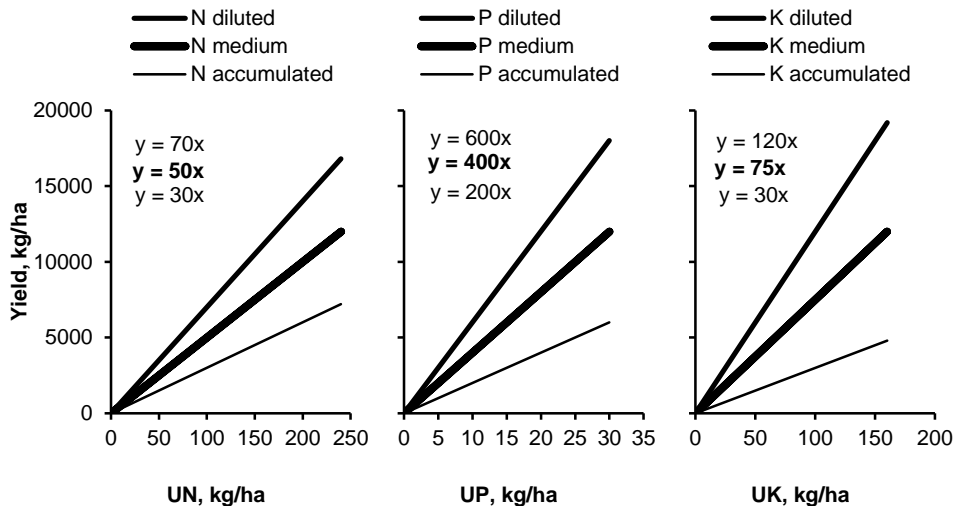 N diluted
N medium
N accumulated
P diluted
P medium
P accumulated
K diluted
K medium
K accumulated
Yield, kg/ha
20000
15000
10000
5000
0
y = 70x
y = 50x
y = 30x
0 50 100 150 200 250
UN, kg/ha
y = 600x
y = 400x
y = 200x
0 5 10 15 20 25 30 35
UP, kg/ha
y = 120x
y = 75x
y = 30x
0 50 100 150 200
UK, kg/ha